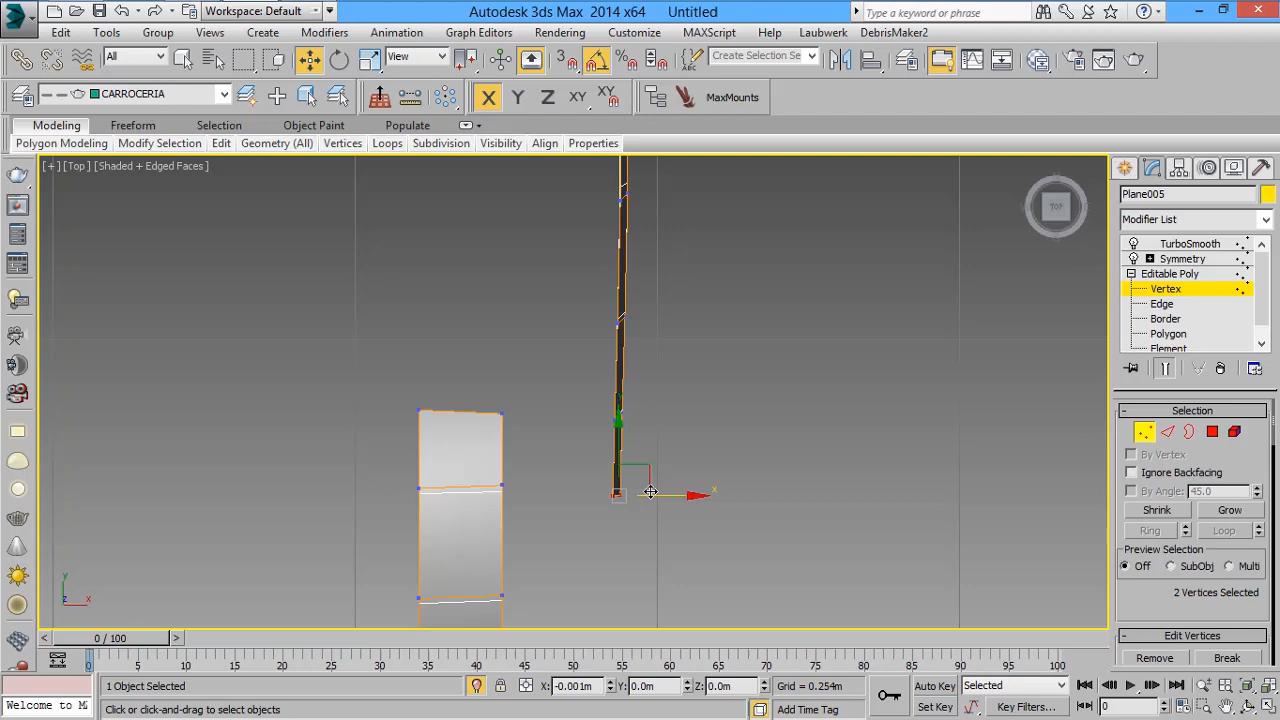 Workspace: Default
Autodesk 3ds Max 2014 x64 Untitled
Type a keyword or phrase
Edit Tools Group Views Create Modifiers Animation Graph Editors Rendering Customize MAXScript Help Laubwerk DebrisMaker2
All View 3 Create Selection Se
CARROCERIA X Y Z XY XY MaxMounts
Modeling Freeform Selection Object Paint Populate
Polygon Modeling Modify Selection Edit Geometry (All) Vertices Loops Subdivision Visibility Align Properties
[+] [Top] [Shaded + Edged Faces]
TOP
Plane005
Modifier List
TurboSmooth
Symmetry
Editable Poly
Vertex
Edge
Border
Polygon
Element
Selection
By Vertex
Ignore Backfacing
By Angle: 45.0
Shrink Grow
Ring Loop
Preview Selection
Off SubObj Multi
2 Vertices Selected
Edit Vertices
Remove Break
x
y
z x
< 0 / 100 >
0 5 10 15 20 25 30 35 40 45 50 55 60 65 70 75 80 85 90 95 100
1 Object Selected X: -0.001m Y: 0.0m Z: 0.0m Grid = 0.254m Auto Key Selected
Welcome to M Click or click-and-drag to select objects Add Time Tag Set Key Key Filters... 0